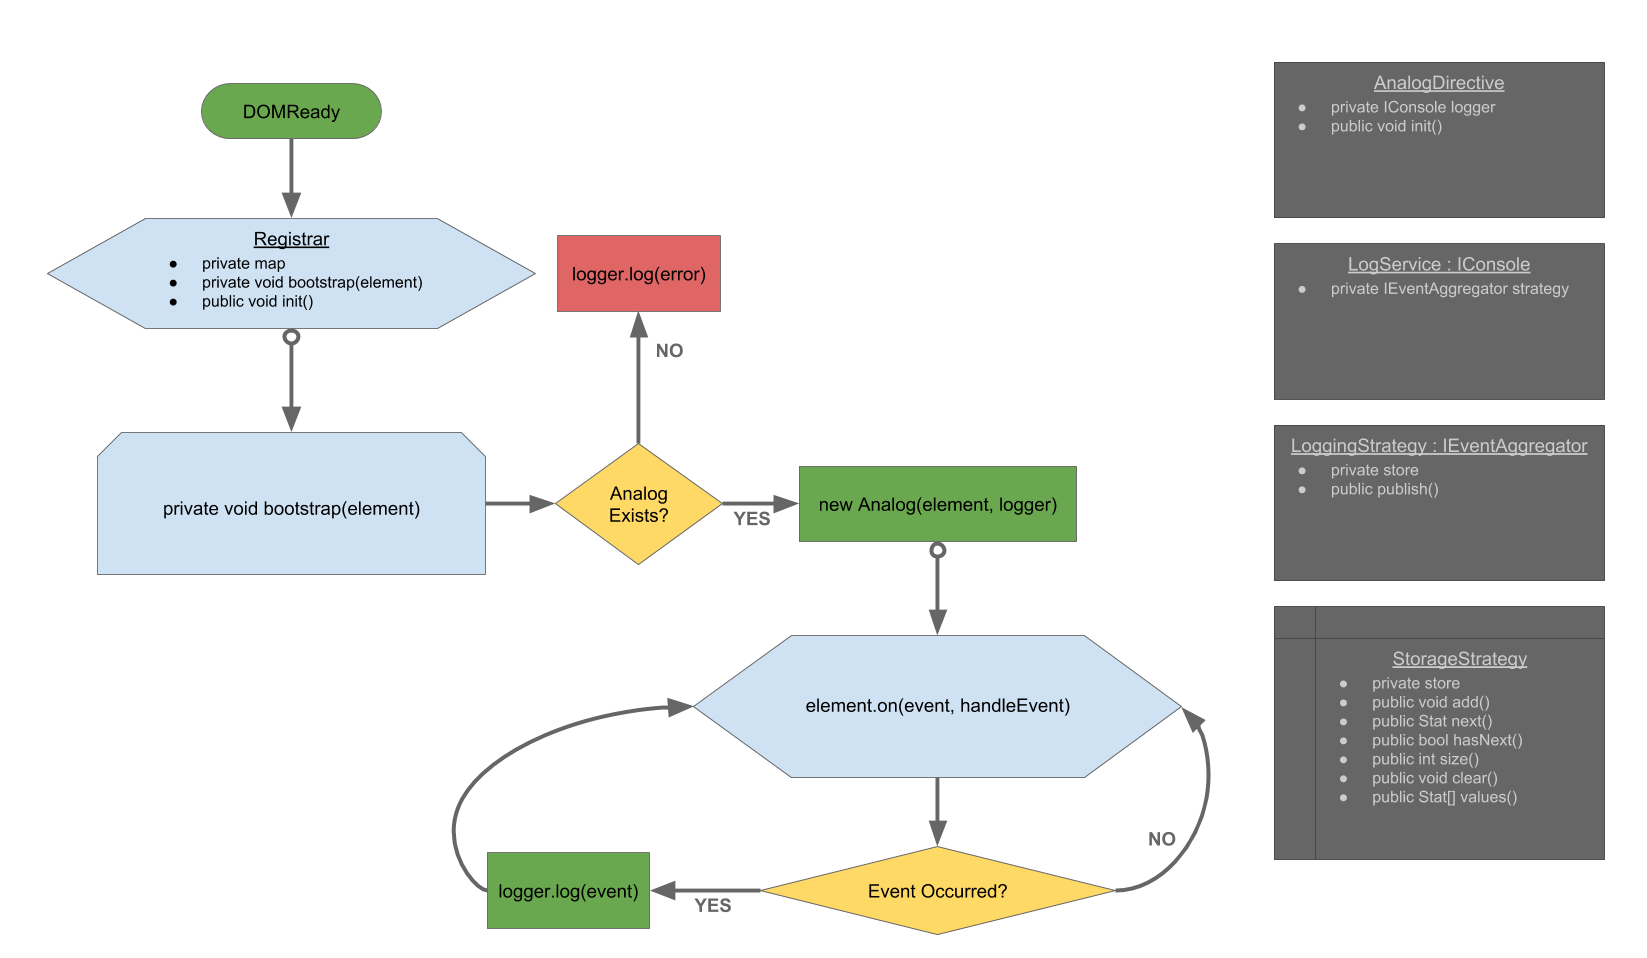 DOMReady
Registrar
● private map
● private void bootstrap(element)
● public void init()
private void bootstrap(element)
logger.log(error)
NO
Analog
Exists?
YES
new Analog(element, logger)
element.on(event, handleEvent)
Event Occurred?
NO
YES
logger.log(event)
AnalogDirective
● private IConsole logger
● public void init()
LogService : IConsole
● private IEventAggregator strategy
LoggingStrategy : IEventAggregator
● private store
● public publish()
StorageStrategy
● private store
● public void add()
● public Stat next()
● public bool hasNext()
● public int size()
● public void clear()
● public Stat[] values()